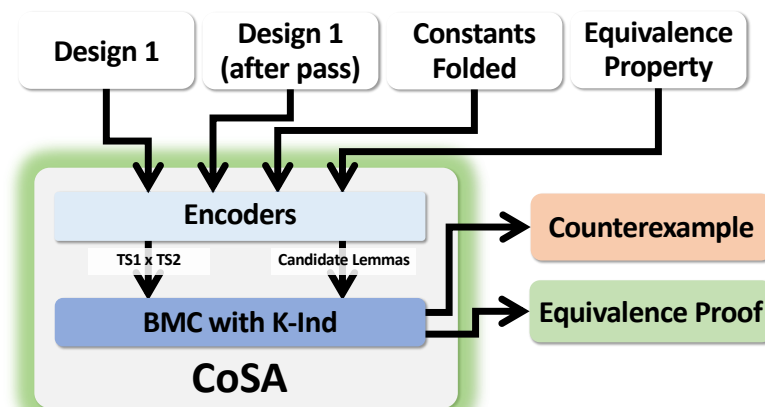 Design 1
Design 1
(after pass)
Constants
Folded
Equivalence
Property
Encoders
Counterexample
TS1 x TS2
Candidate Lemmas
BMC with K-Ind
Equivalence Proof
CoSA